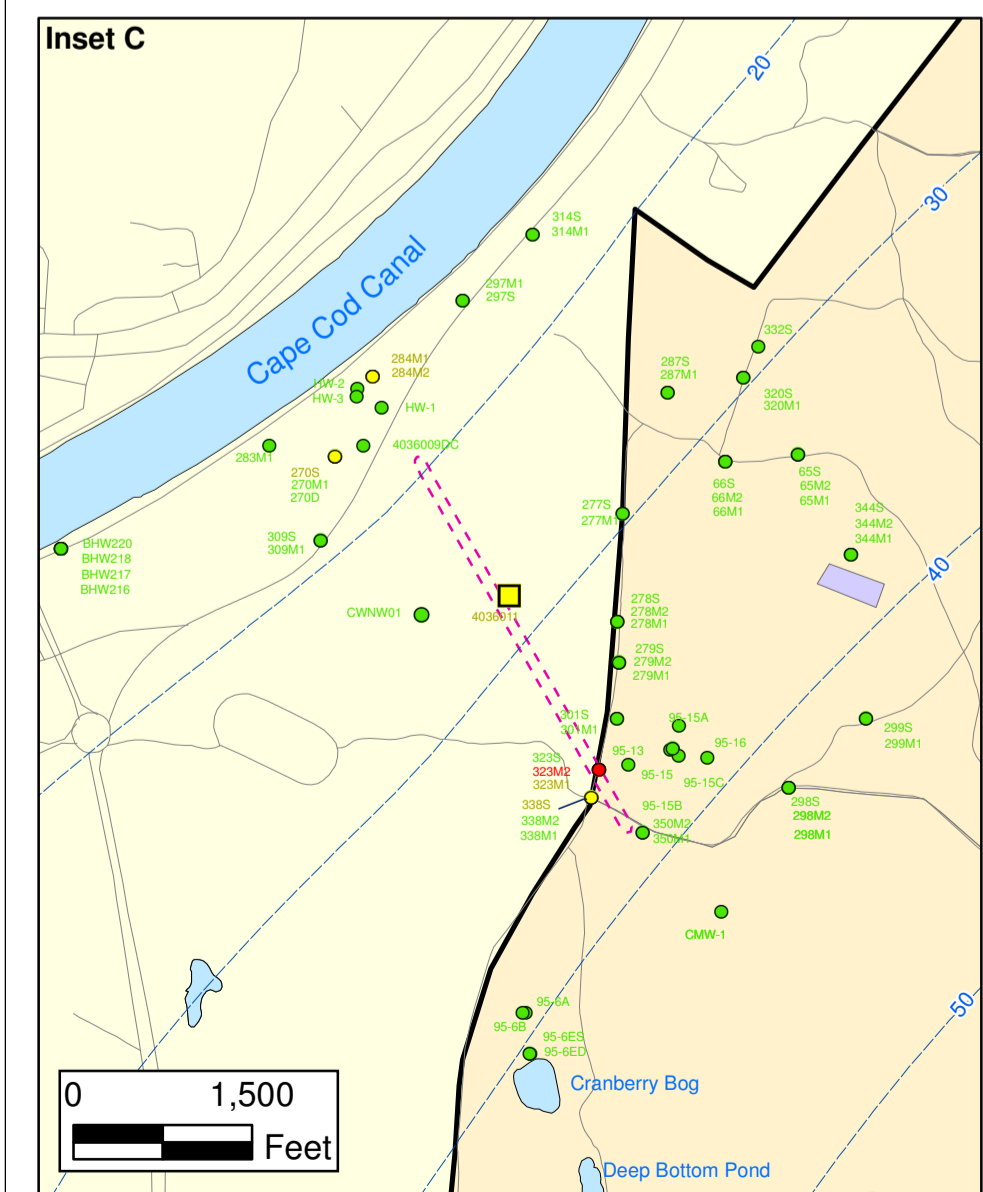 Inset C
20
30
314S
314M1
Cape Cod Canal
297M1
297S
332S
284M1
284M2
287S
287M1
HW-2
HW-3
HW-1
320S
320M1
283M1
4036009DC
270S
270M1
270D
66S
66M2
66M1
65S
65M2
65M1
277S
277M1
344S
344M2
344M1
309S
309M1
BHW220
BHW218
BHW217
BHW216
40
CWNW01
4036011
278S
278M2
278M1
279S
279M2
279M1
301S
301M1
95-15A
299S
299M1
323S
323M2
323M1
95-13
95-16
95-15
95-15C
338S
338M2
338M1
95-15B
350M2
350M1
298S
298M2
298M1
CMW-1
50
95-6A
95-6B
95-6ES
95-6ED
Cranberry Bog
0 1,500
Feet
Deep Bottom Pond